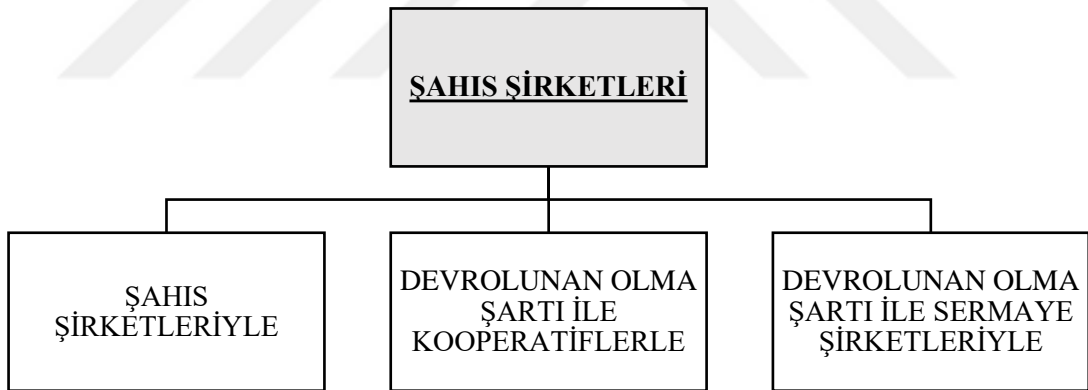 ŞAHIS ŞİRKETLERİ
ŞAHIS
ŞİRKETLERİYLE
DEVROLUNAN OLMA
ŞARTI İLE
KOOPERATİFLERLE
DEVROLUNAN OLMA
ŞARTI İLE SERMAYE
ŞİRKETLERİYLE